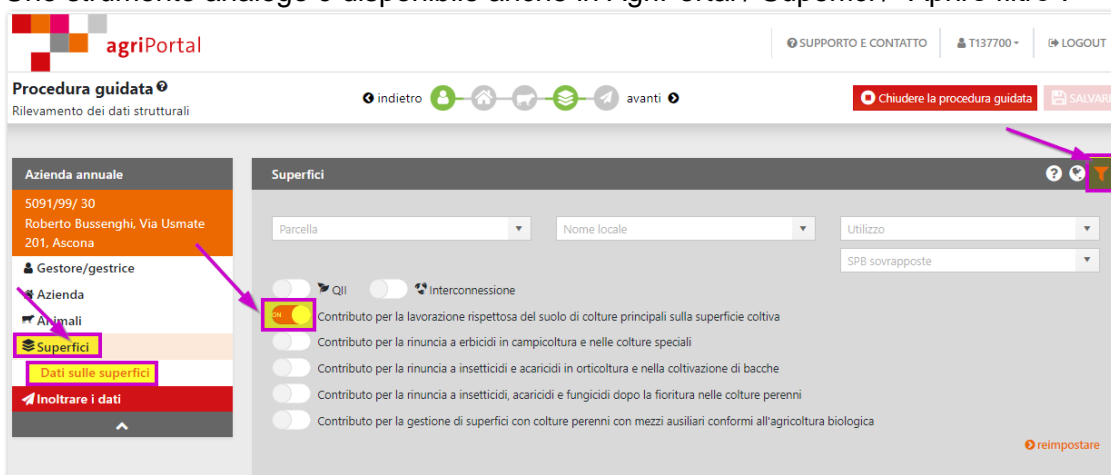 agriPortal
SUPPORTO E CONTATTO T137700 LOGOUT
Procedura guidata
Rilevamento dei dati strutturali
indietro avanti
Chiudere la procedura guidata
Azienda annuale
5091/99/ 30
Roberto Bussenghi, Via Usmate
201, Ascona
Gestore/gestrice
Azienda
Animali
Superfici
Dati sulle superfici
Inoltrare i dati
Superfici
Parcella Nome locale Utilizzo
SPB sovrapposte
QII Interconnessione
ON Contributo per la lavorazione rispettosa del suolo di colture principali sulla superficie coltiva
Contributo per la rinuncia a erbicidi in campicoltura e nelle colture speciali
Contributo per la rinuncia a insetticidi e acaricidi in orticoltura e nella coltivazione di bacche
Contributo per la rinuncia a insetticidi, acaricidi e fungicidi dopo la fioritura nelle colture perenni
Contributo per la gestione di superfici con colture perenni con mezzi ausiliari conformi all'agricoltura biologica
reimpostare